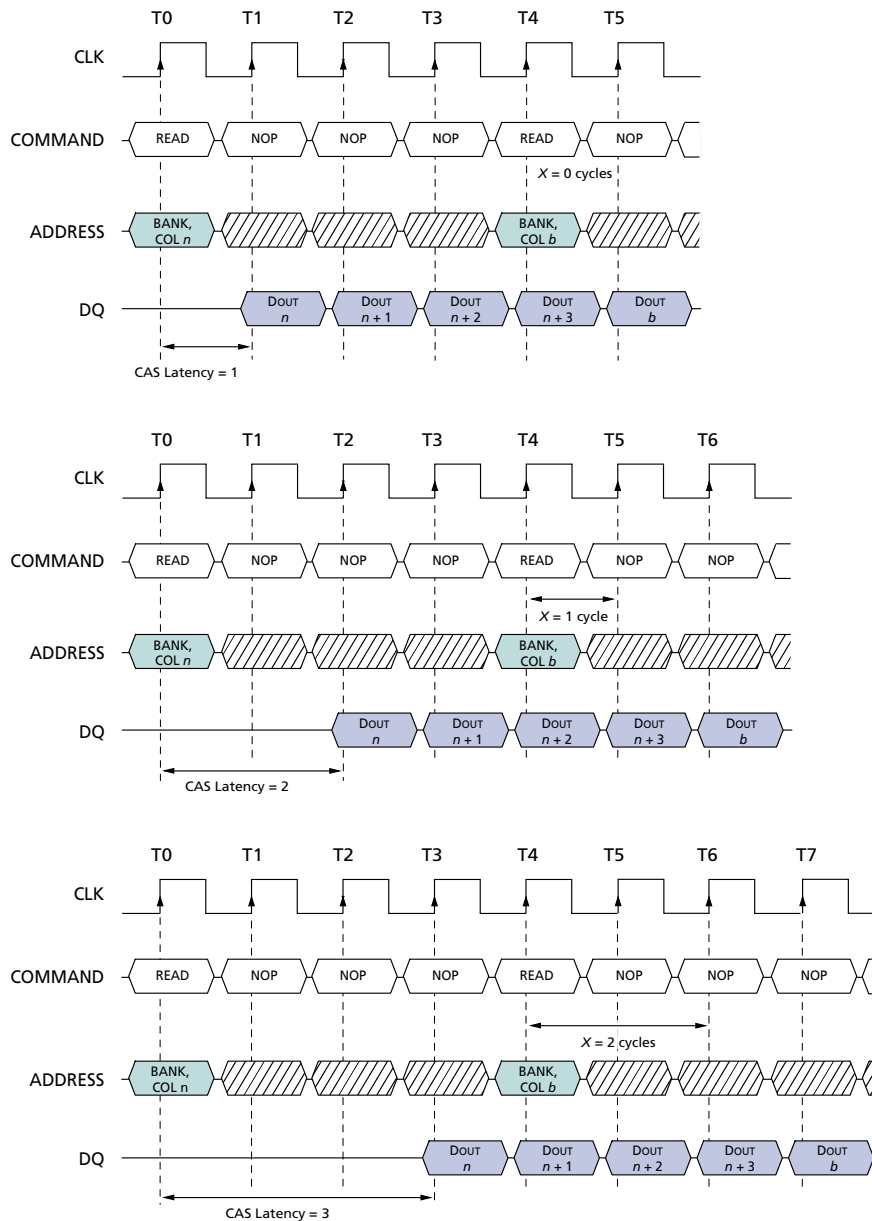 T0 T1 T2 T3 T4 T5
CLK
COMMAND READ NOP NOP NOP READ NOP
X = 0 cycles
ADDRESS BANK, COL n BANK, COL b
DQ DOUT n DOUT n + 1 DOUT n + 2 DOUT n + 3 DOUT b
CAS Latency = 1
T0 T1 T2 T3 T4 T5 T6
CLK
COMMAND READ NOP NOP NOP READ NOP NOP
X = 1 cycle
ADDRESS BANK, COL n BANK, COL b
DQ DOUT n DOUT n + 1 DOUT n + 2 DOUT n + 3 DOUT b
CAS Latency = 2
T0 T1 T2 T3 T4 T5 T6 T7
CLK
COMMAND READ NOP NOP NOP READ NOP NOP NOP
X = 2 cycles
ADDRESS BANK, COL n BANK, COL b
DQ DOUT n DOUT n + 1 DOUT n + 2 DOUT n + 3 DOUT b
CAS Latency = 3